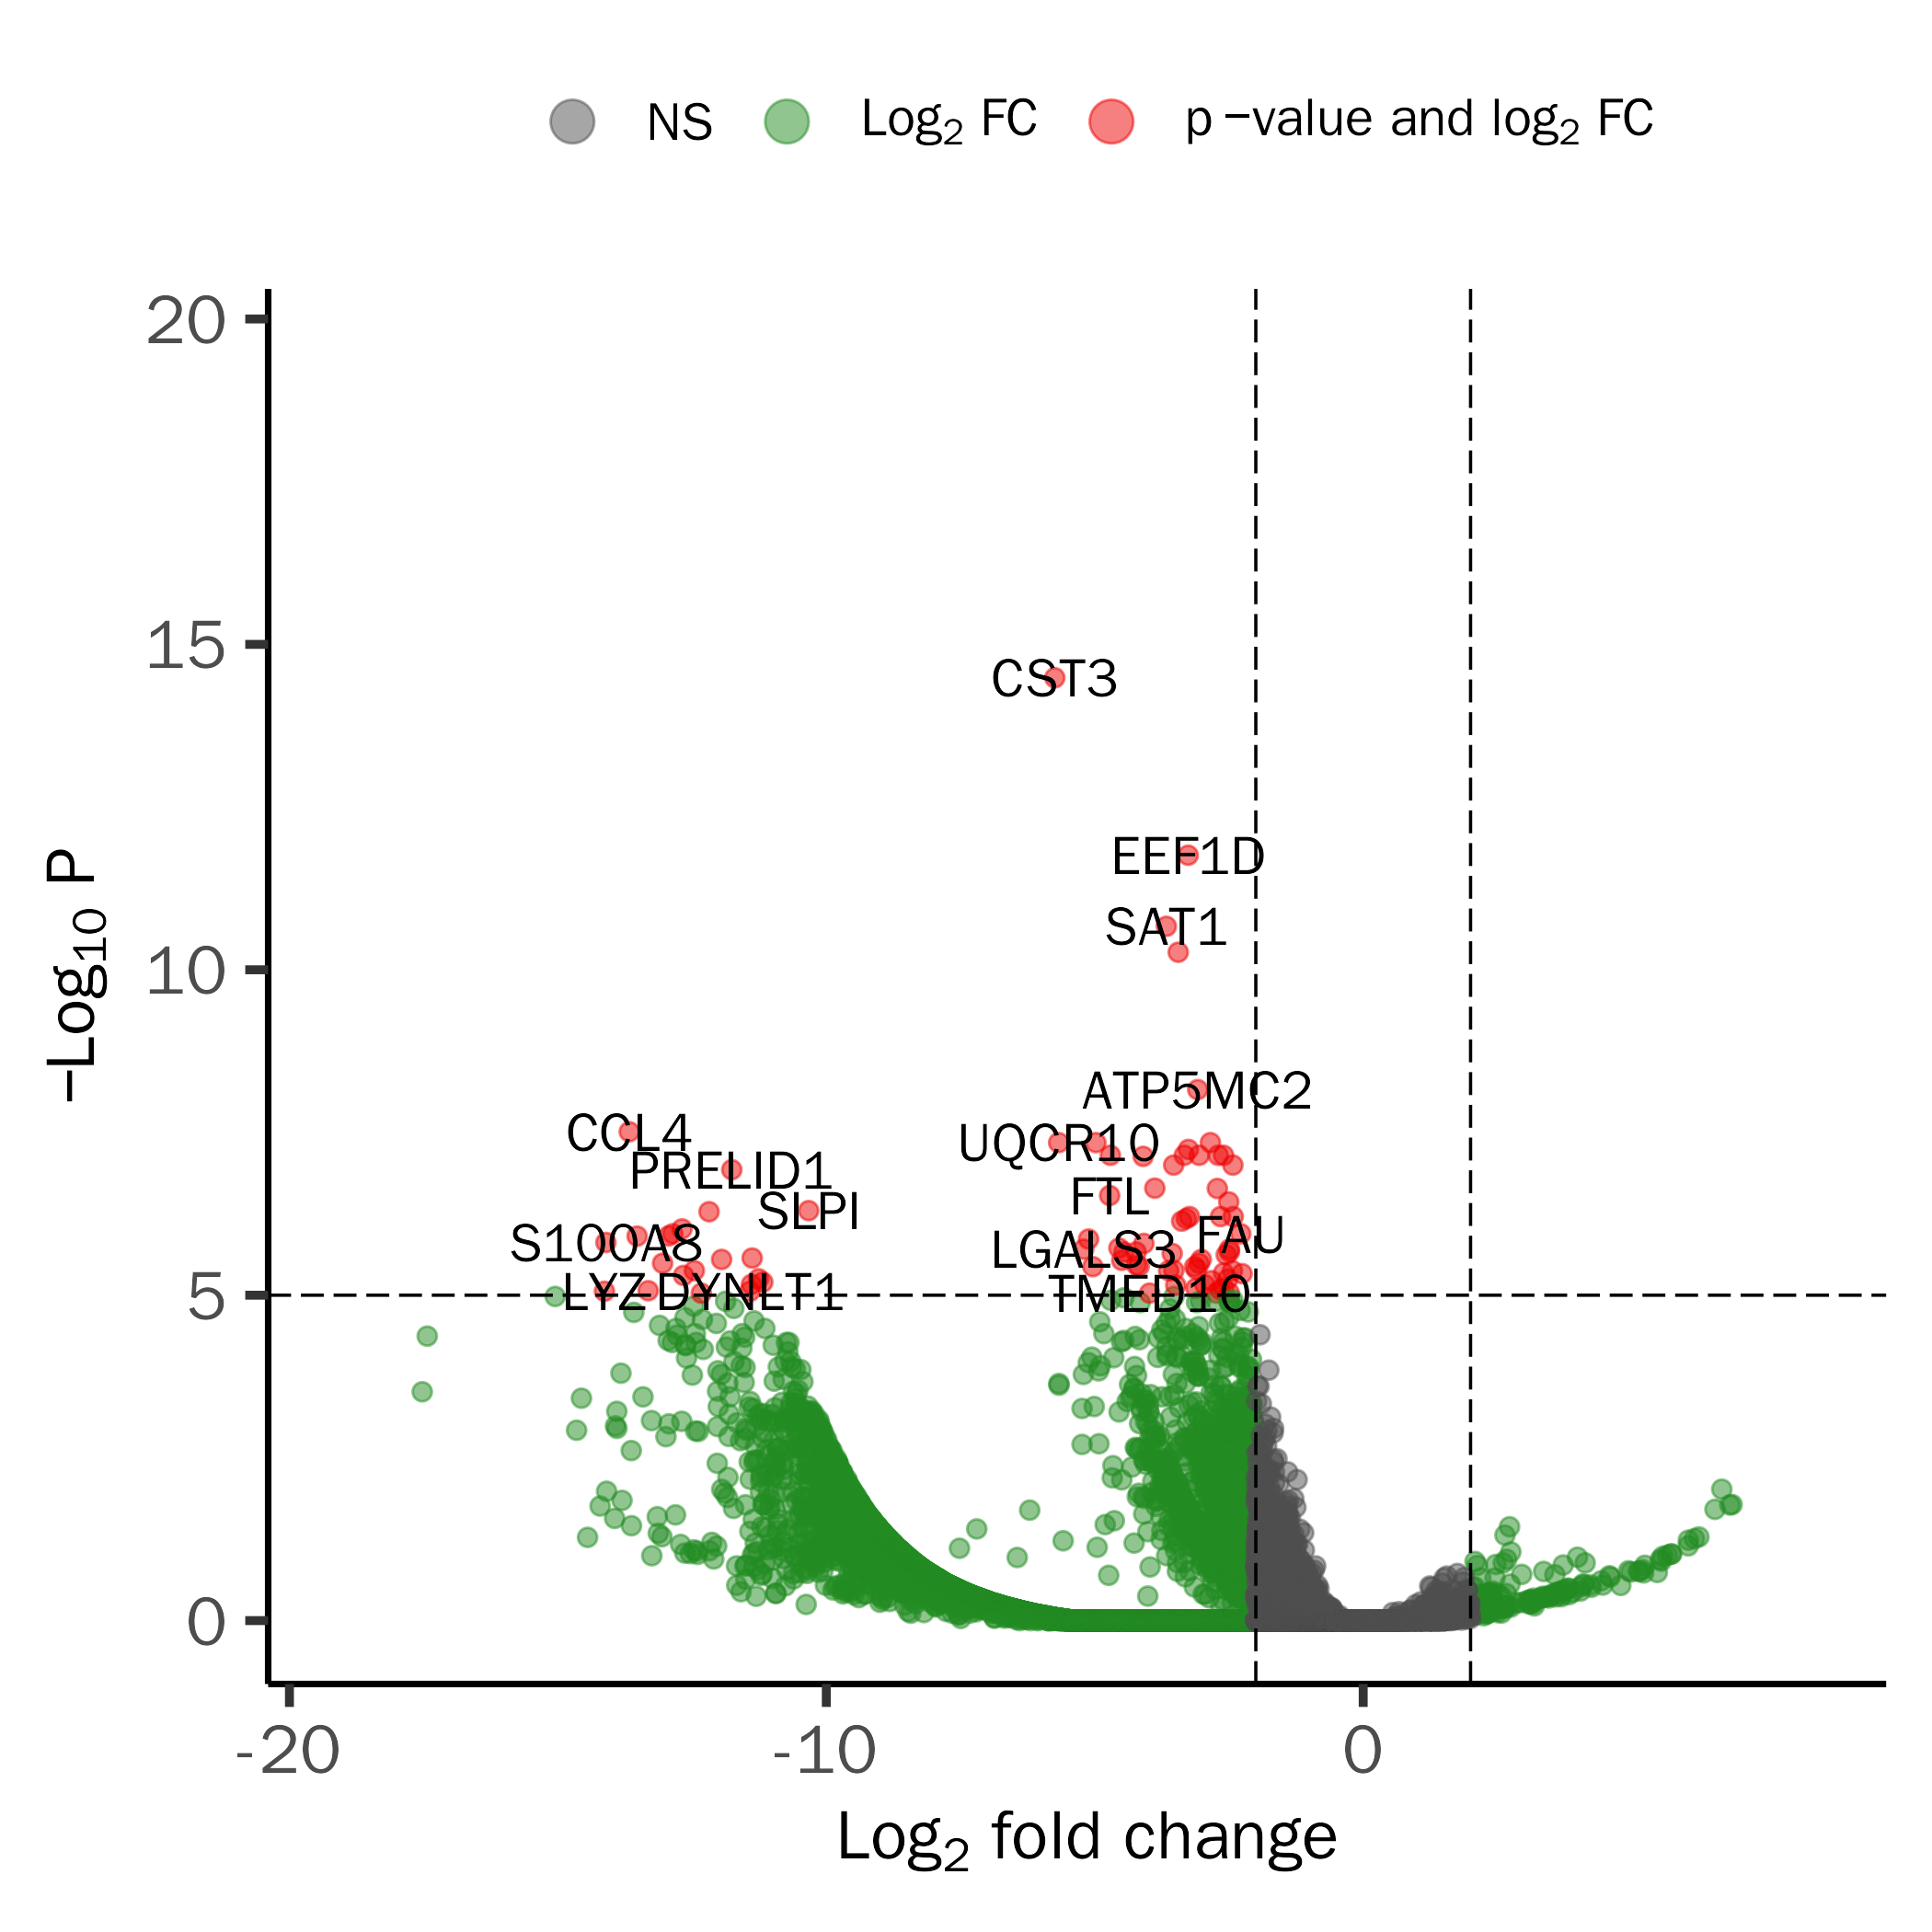 NS Log₂ FC p −value and log₂ FC
20
15
10
5
0
−Log₁₀ P
CST3
EEF1D
SAT1
ATP5MC2
CCL4
UQCR10
PRELID1
FTL
SLPI
FAU
S100A8
LGALS3
LYZ DYNLT1
TMED10
-20 -10 0
Log₂ fold change